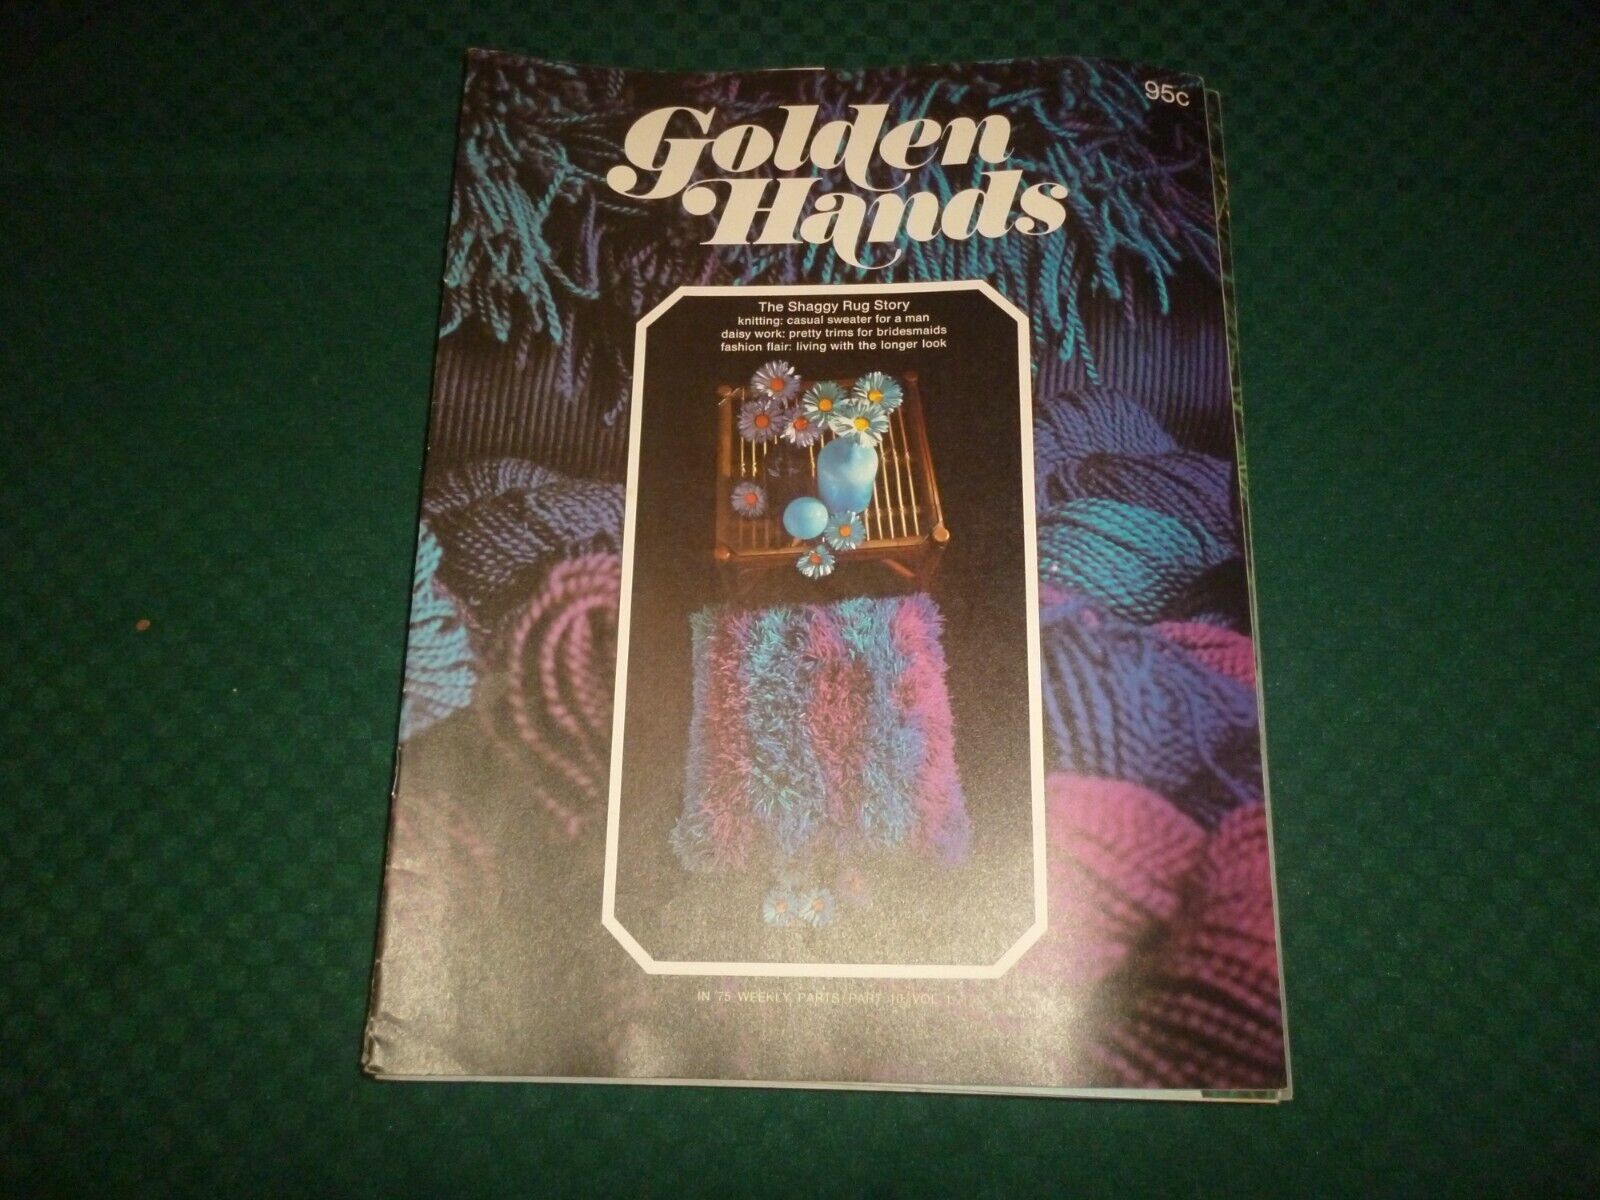 95c
Golden
Hands
The Shaggy Rug Story
knitting: casual sweater for a man
daisy work: pretty trims for bridesmaids
fashion flair: living with the longer look
IN 75 WEEKLY PARTS/PART 10/VOL 1